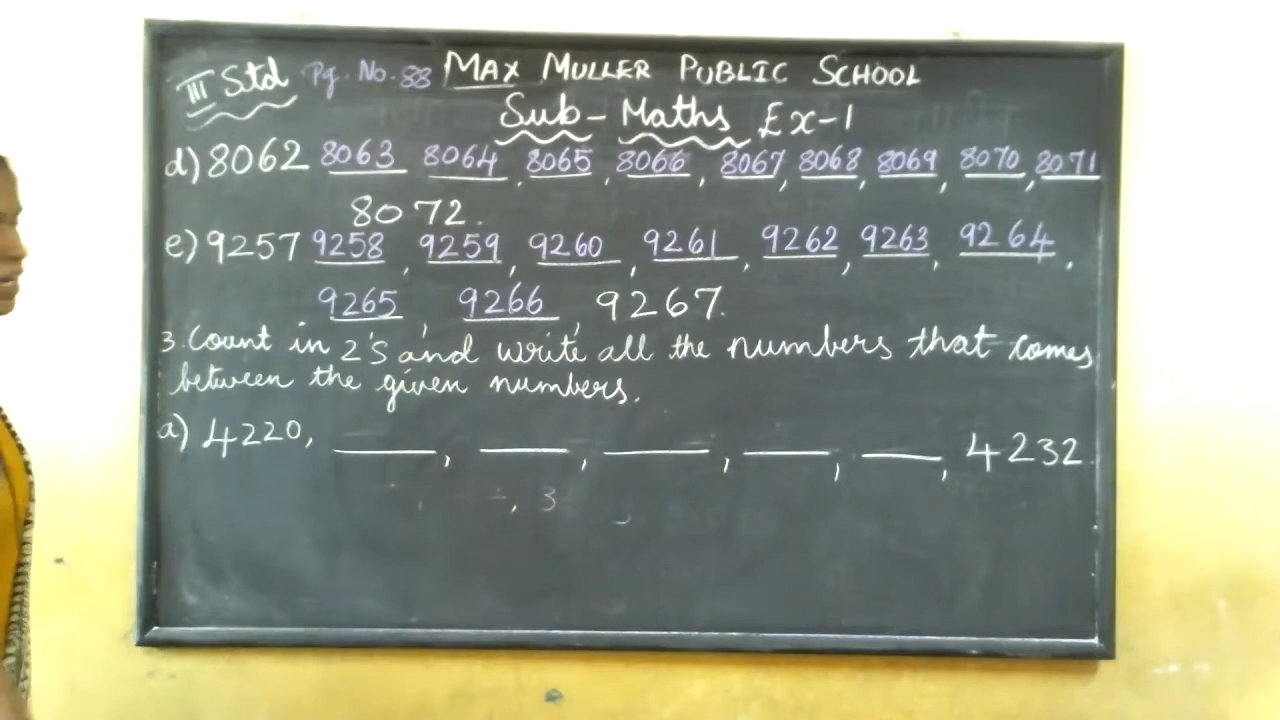 III Std Pg. No. 88 MAX MULLER PUBLIC SCHOOL
Sub - Maths Ex-1
d) 8062 8063 8064, 8065, 8066, 8067, 8068, 8069, 8070, 8071
8072.
e) 9257 9258, 9259, 9260, 9261, 9262, 9263, 9264,
9265, 9266, 9267.
3. Count in 2's and write all the numbers that comes
between the given numbers.
a) 4220, ____, ____, ____, ____, ____, 4232.